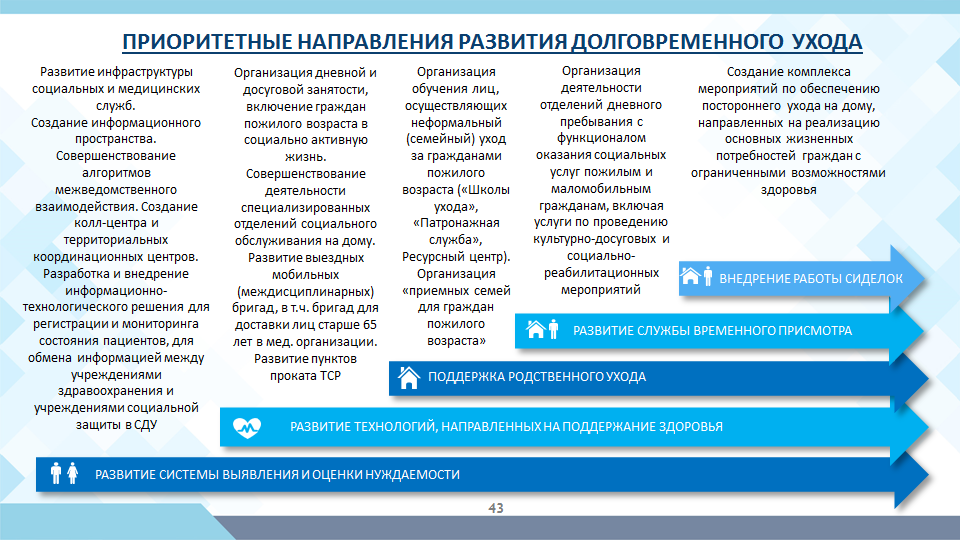 ПРИОРИТЕТНЫЕ НАПРАВЛЕНИЯ РАЗВИТИЯ ДОЛГОВРЕМЕННОГО УХОДА
Развитие инфраструктуры
социальных и медицинских
служб.
Создание информационного
пространства.
Совершенствование
алгоритмов
межведомственного
взаимодействия. Создание
колл-центра и
территориальных
координационных центров.
Разработка и внедрение
информационно-
технологического решения для
регистрации и мониторинга
состояния пациентов, для
обмена информацией между
учреждениями
здравоохранения и
учреждениями социальной
защиты в СДУ
Организация дневной и
досуговой занятости,
включение граждан
пожилого возраста в
социально активную
жизнь.
Совершенствование
деятельности
специализированных
отделений социального
обслуживания на дому.
Развитие выездных
мобильных
(междисциплинарных)
бригад, в т.ч. бригад для
доставки лиц старше 65
лет в мед. организации.
Развитие пунктов
проката ТСР
Организация
обучения лиц,
осуществляющих
неформальный
(семейный) уход
за гражданами
пожилого
возраста («Школы
ухода»,
«Патронажная
служба»,
Ресурсный центр).
Организация
«приемных семей
для граждан
пожилого
возраста»
Организация
деятельности
отделений дневного
пребывания с
функционалом
оказания социальных
услуг пожилым и
маломобильным
гражданам, включая
услуги по проведению
культурно-досуговых и
социально-
реабилитационных
мероприятий
Создание комплекса
мероприятий по обеспечению
постороннего ухода на дому,
направленных на реализацию
основных жизненных
потребностей граждан с
ограниченными возможностями
здоровья
ВНЕДРЕНИЕ РАБОТЫ СИДЕЛОК
РАЗВИТИЕ СЛУЖБЫ ВРЕМЕННОГО ПРИСМОТРА
ПОДДЕРЖКА РОДСТВЕННОГО УХОДА
РАЗВИТИЕ ТЕХНОЛОГИЙ, НАПРАВЛЕННЫХ НА ПОДДЕРЖАНИЕ ЗДОРОВЬЯ
РАЗВИТИЕ СИСТЕМЫ ВЫЯВЛЕНИЯ И ОЦЕНКИ НУЖДАЕМОСТИ
43